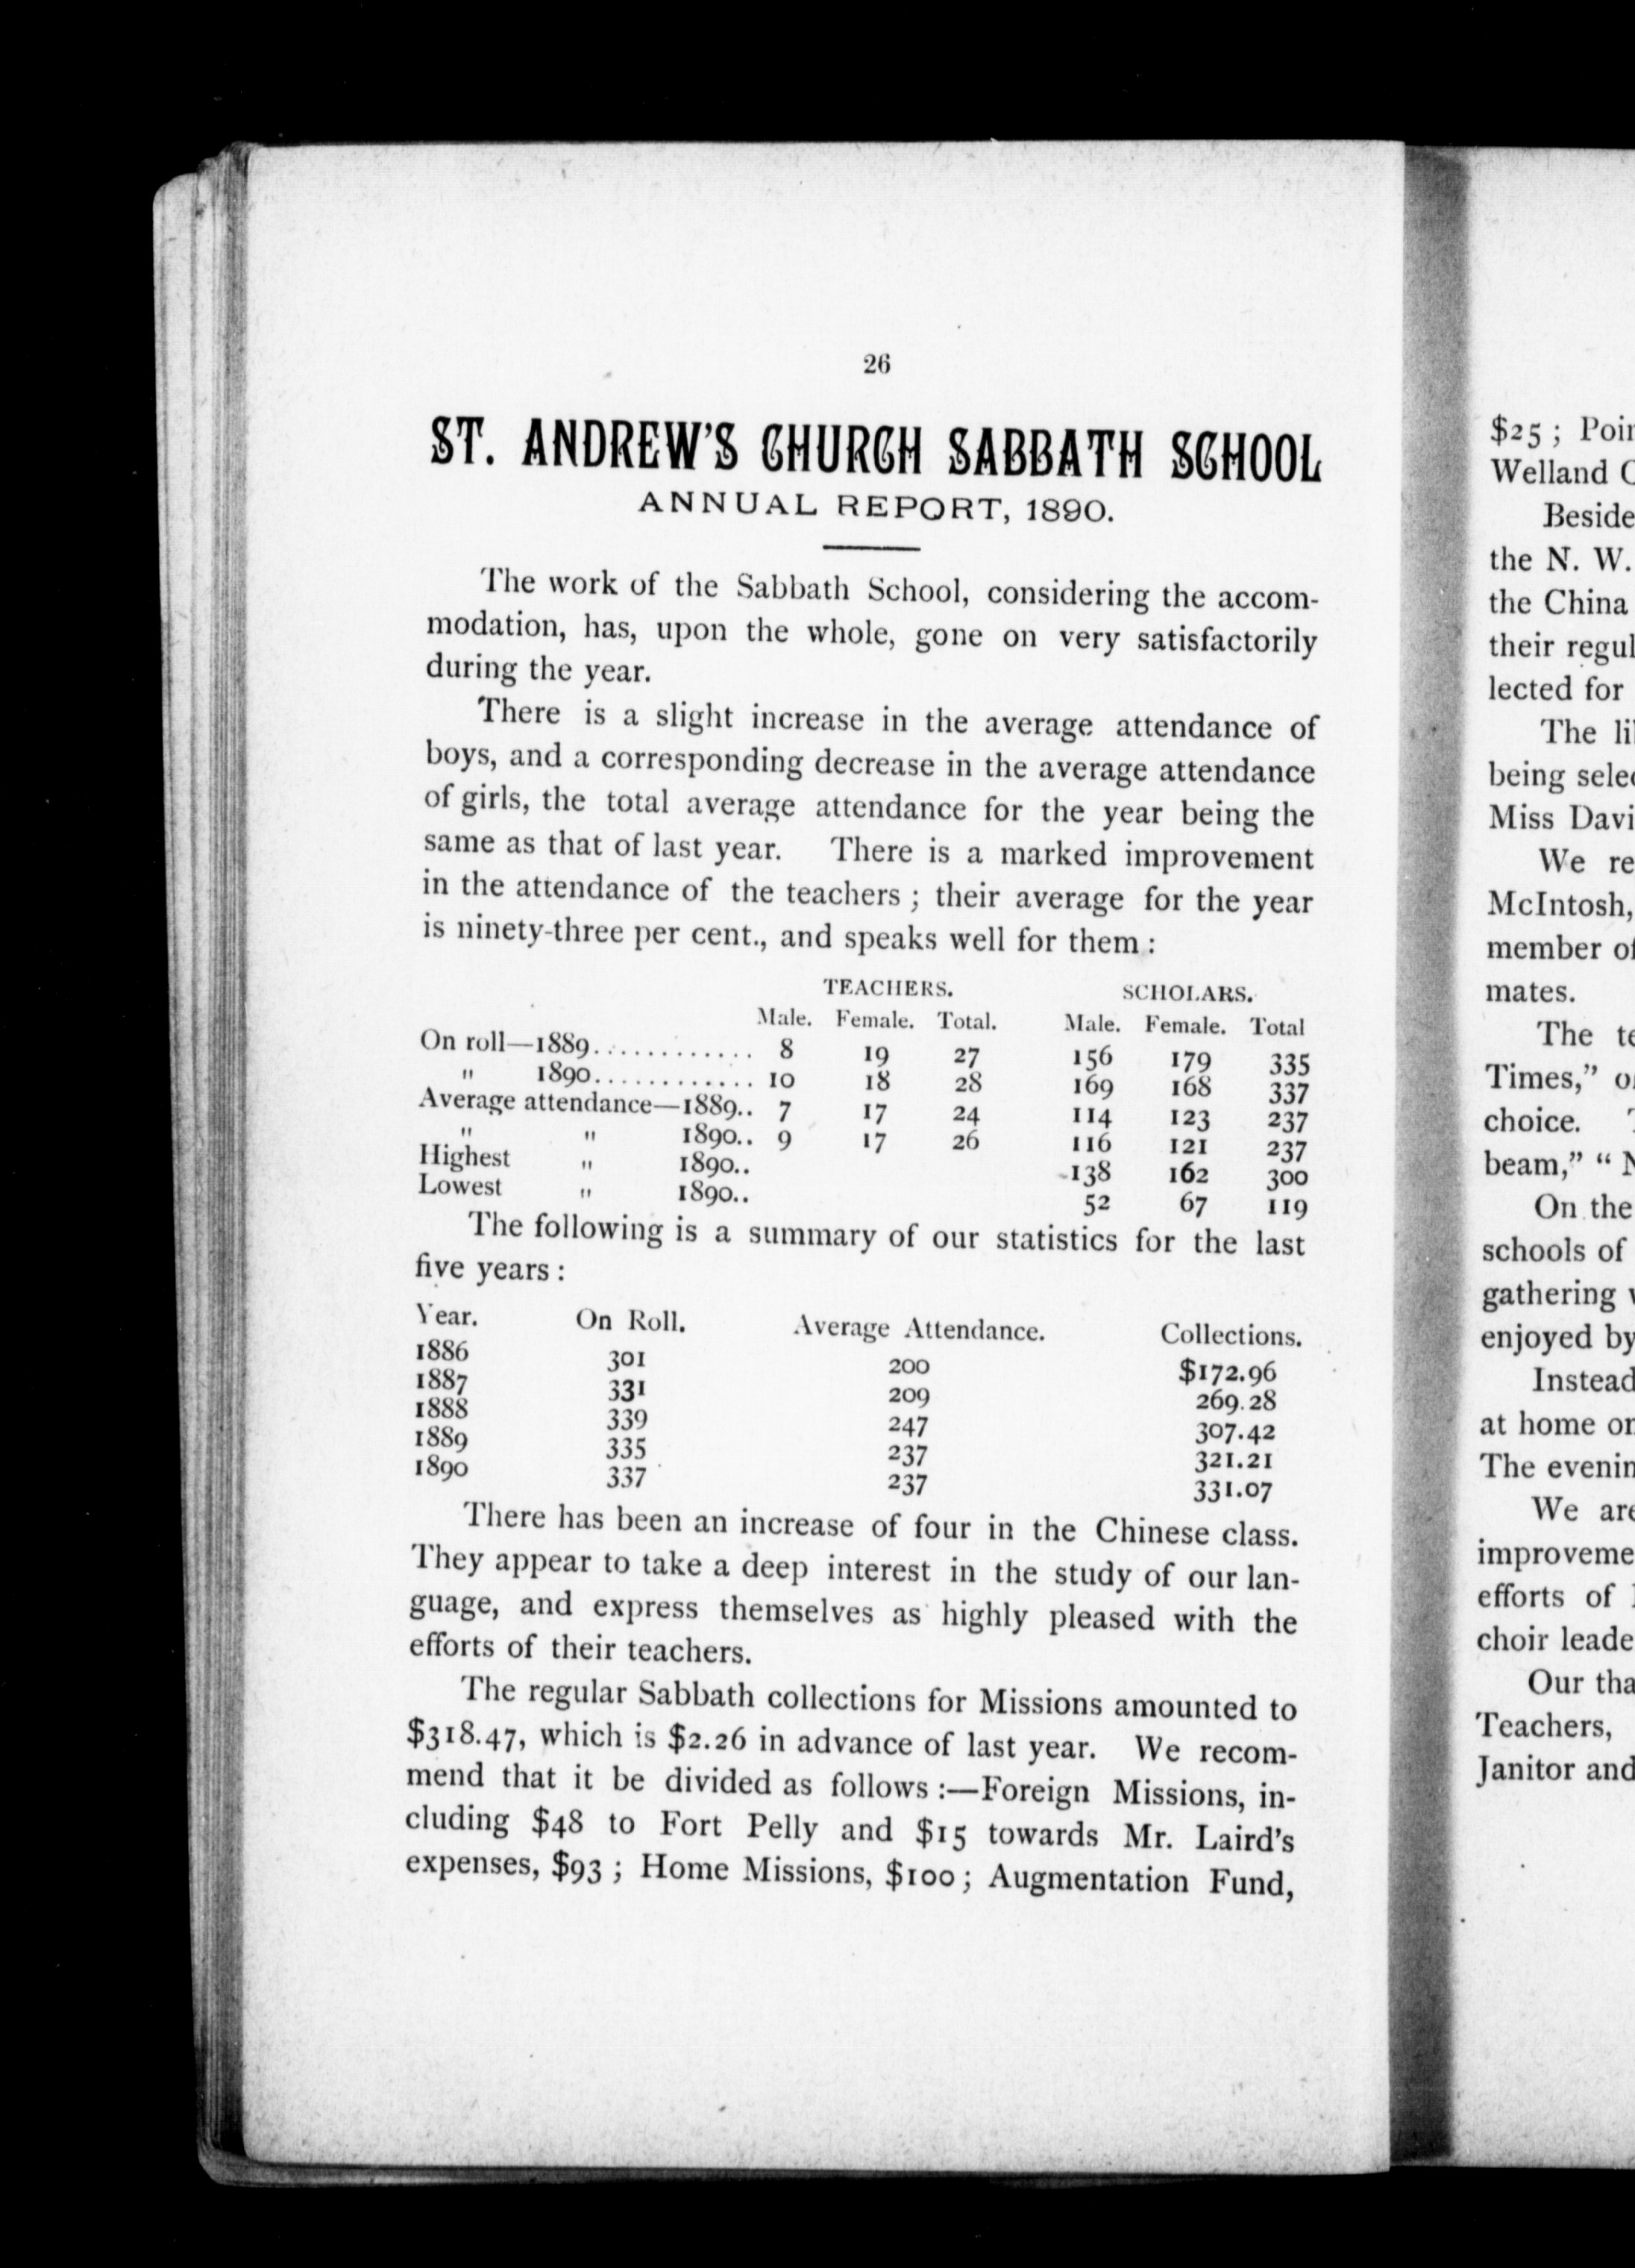 26
ST. ANDREW'S CHURCH SABBATH SCHOOL
ANNUAL REPORT, 1890.
The work of the Sabbath School, considering the accom-
modation, has, upon the whole, gone on very satisfactorily
during the year.
There is a slight increase in the average attendance of
boys, and a corresponding decrease in the average attendance
of girls, the total average attendance for the year being the
same as that of last year. There is a marked improvement
in the attendance of the teachers ; their average for the year
is ninety-three per cent., and speaks well for them :
TEACHERS. SCHOLARS.
Male. Female. Total. Male. Female. Total
On roll—1889............. 8 19 27 156 179 335
" 1890............. 10 18 28 169 168 337
Average attendance—1889.. 7 17 24 114 123 237
" " 1890.. 9 17 26 116 121 237
Highest " 1890.. 138 162 300
Lowest " 1890.. 52 67 119
The following is a summary of our statistics for the last
five years :
Year. On Roll. Average Attendance. Collections.
1886 301 200 $172.96
1887 331 209 269.28
1888 339 247 307.42
1889 335 237 321.21
1890 337 237 331.07
There has been an increase of four in the Chinese class.
They appear to take a deep interest in the study of our lan-
guage, and express themselves as highly pleased with the
efforts of their teachers.
The regular Sabbath collections for Missions amounted to
$318.47, which is $2.26 in advance of last year. We recom-
mend that it be divided as follows :—Foreign Missions, in-
cluding $48 to Fort Pelly and $15 towards Mr. Laird's
expenses, $93 ; Home Missions, $100 ; Augmentation Fund,
$25 ;
Welland
Beside
the N. W.
the China
their
lected for
The
being
Miss
We
McIntosh,
member
mates.
The
Times,"
choice.
beam," "
On the
schools of
gathering
enjoyed by
Instead
at home
The
We
efforts of
choir
Our
Teachers,
Janitor and